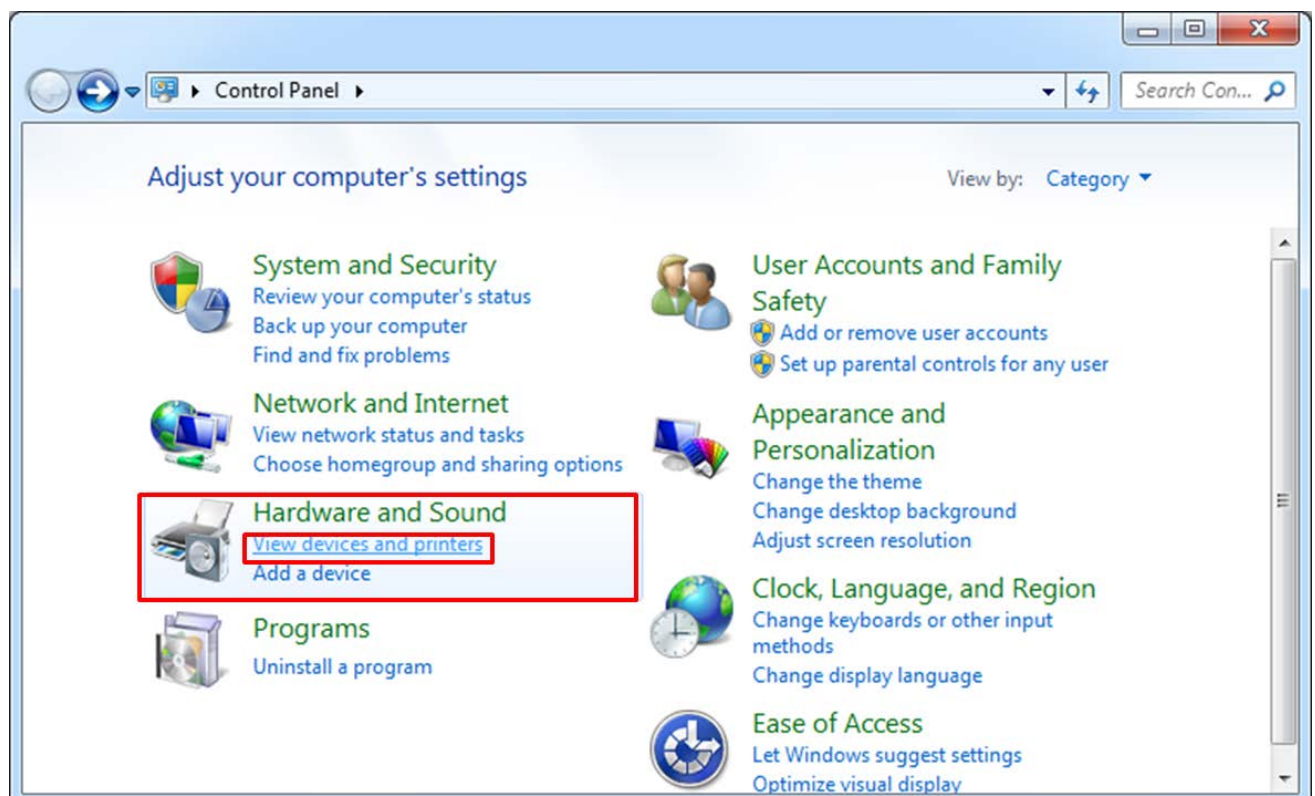 Control Panel
Search Con...
Adjust your computer's settings
View by: Category
System and Security
Review your computer's status
Back up your computer
Find and fix problems
Network and Internet
View network status and tasks
Choose homegroup and sharing options
Hardware and Sound
View devices and printers
Add a device
Programs
Uninstall a program
User Accounts and Family
Safety
Add or remove user accounts
Set up parental controls for any user
Appearance and
Personalization
Change the theme
Change desktop background
Adjust screen resolution
Clock, Language, and Region
Change keyboards or other input
methods
Change display language
Ease of Access
Let Windows suggest settings
Optimize visual display